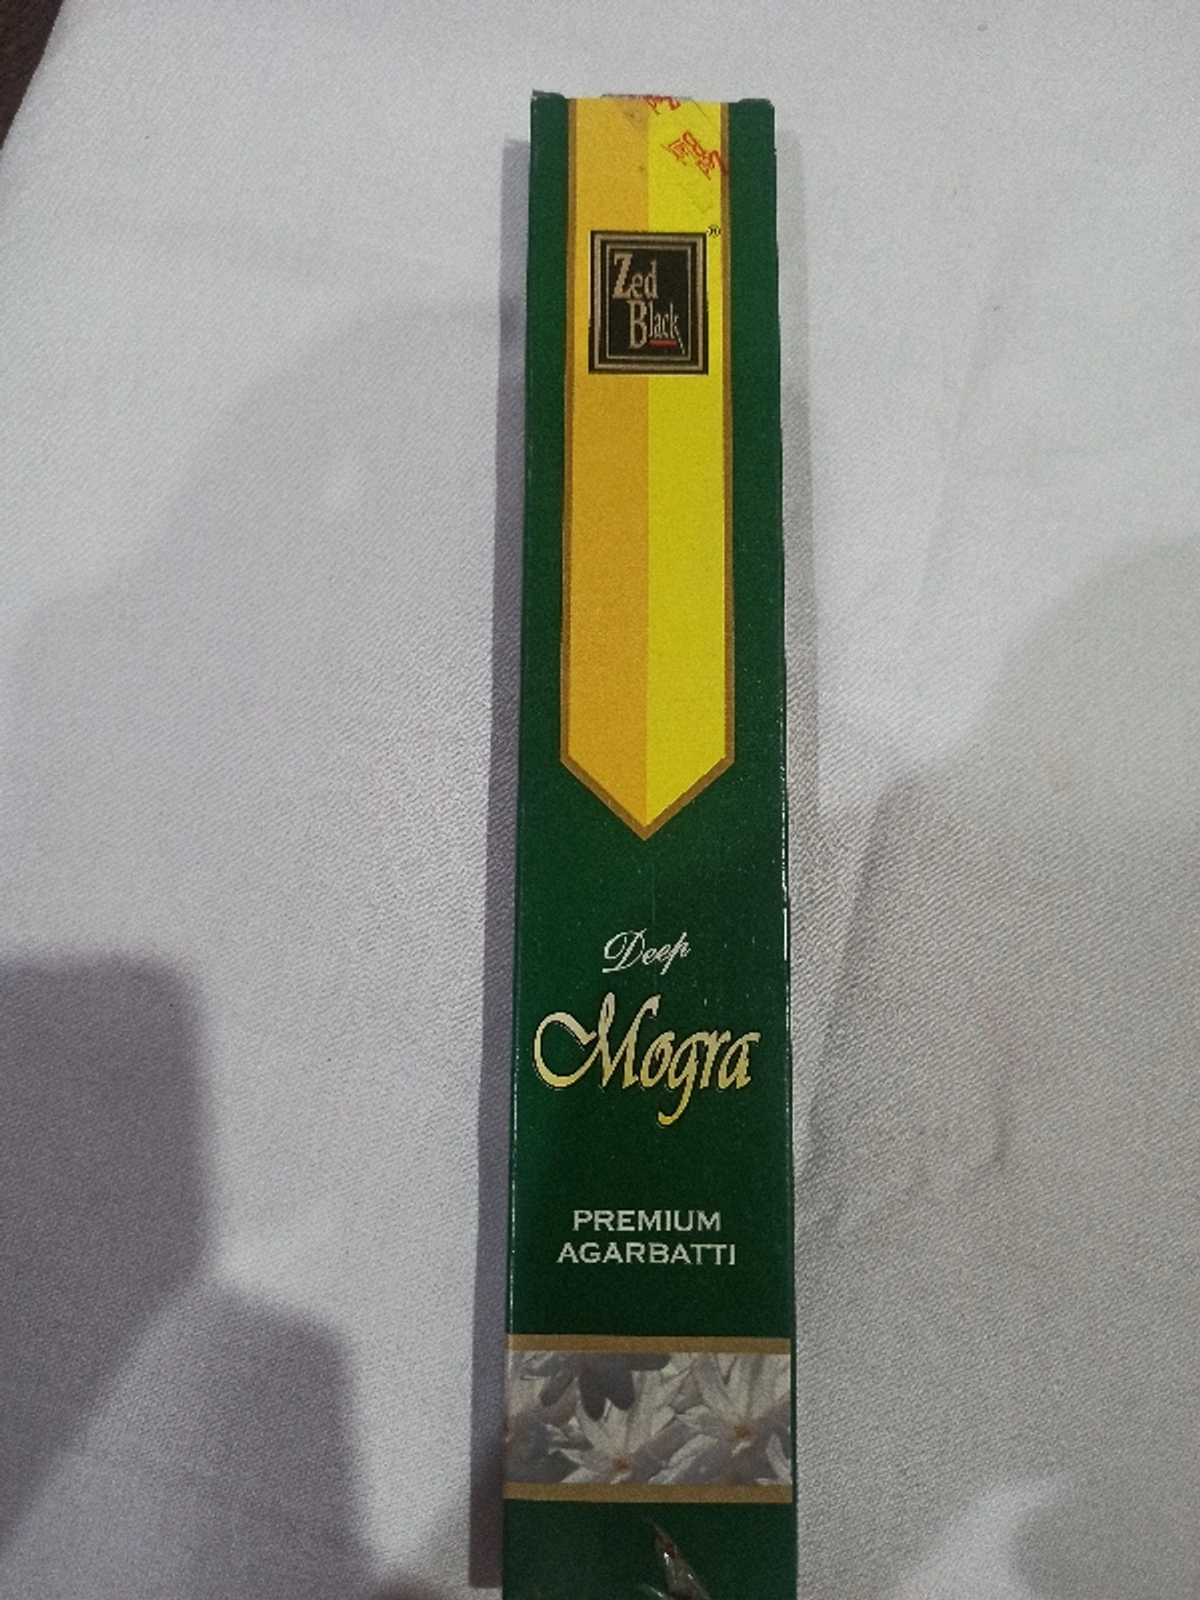 ®
Zed
Black
Deep
Mogra
PREMIUM
AGARBATTI